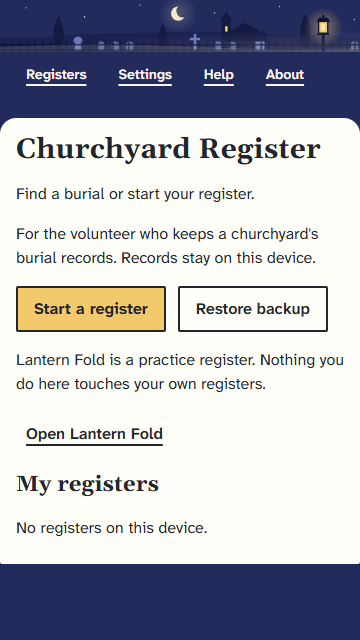 Registers Settings Help About
Churchyard Register
Find a burial or start your register.
For the volunteer who keeps a churchyard's
burial records. Records stay on this device.
Start a register Restore backup
Lantern Fold is a practice register. Nothing you
do here touches your own registers.
Open Lantern Fold
My registers
No registers on this device.